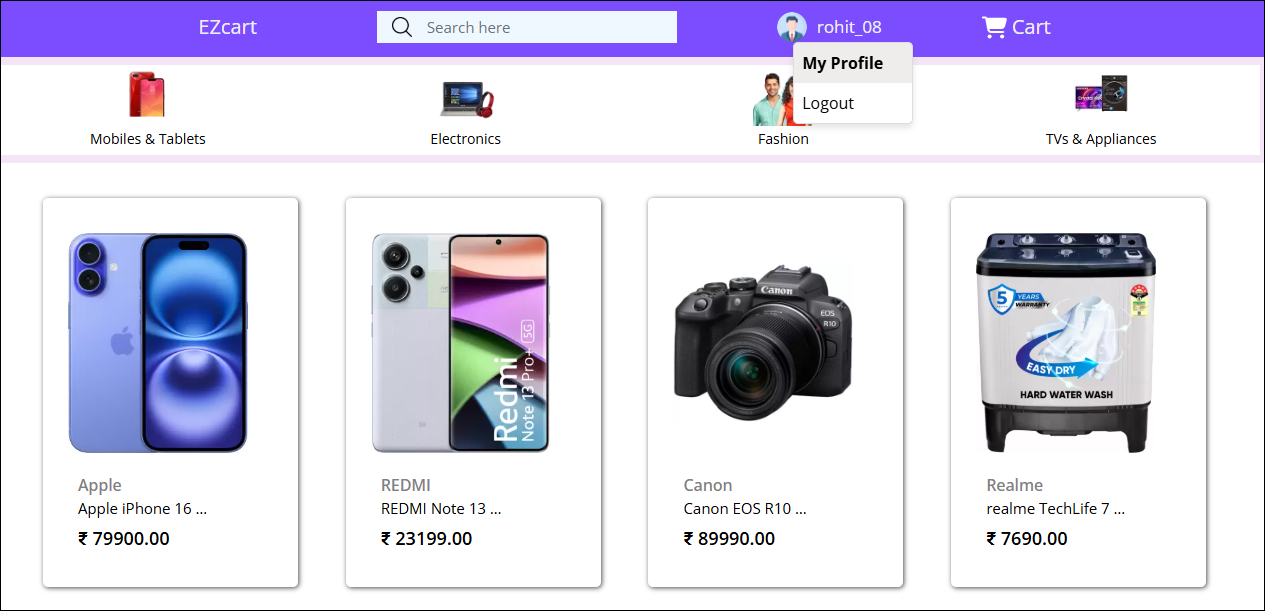 EZcart
Search here
rohit_08
Cart
My Profile
Logout
Mobiles & Tablets
Electronics
Fashion
TVs & Appliances
Redmi
Note 13 Pro+ 5G
Canon
EOS
R10
5 YEARS
WARRANTY
EASY DRY
HARD WATER WASH
Apple
Apple iPhone 16 ...
₹ 79900.00
REDMI
REDMI Note 13 ...
₹ 23199.00
Canon
Canon EOS R10 ...
₹ 89990.00
Realme
realme TechLife 7 ...
₹ 7690.00